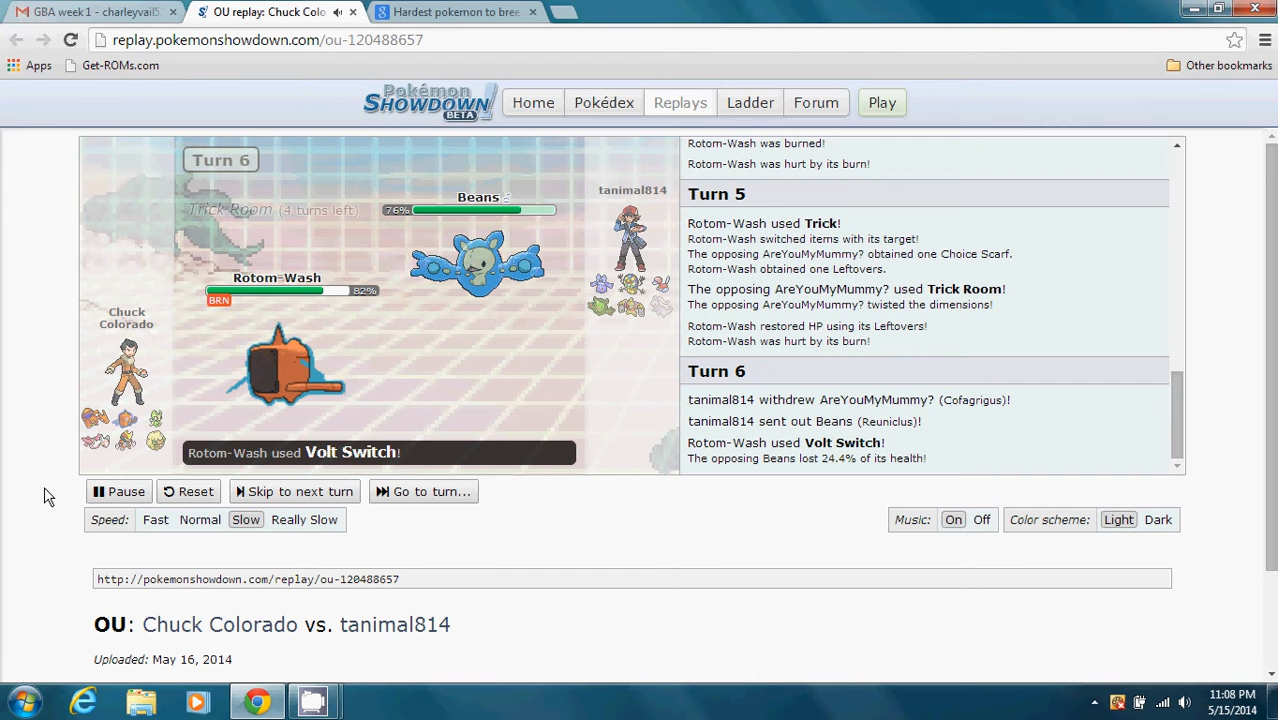 GBA week1 - charleyvail5
OU replay: Chuck Colo
Hardest pokemon to bree
replay.pokemonshowdown.com/ou-120488657
Apps
Get-ROMs.com
Other bookmarks
Pokémon
SHOWDOWN!
BETA
Home
Pokédex
Replays
Ladder
Forum
Play
Turn 6
Trick Room (4 turns left)
Beans
76%
tanimal814
Rotom-Wash
82%
BRN
Chuck
Colorado
Rotom-Wash used Volt Switch!
Rotom-Wash was burned!
Rotom-Wash was hurt by its burn!
Turn 5
Rotom-Wash used Trick!
Rotom-Wash switched items with its target!
The opposing AreYouMyMummy? obtained one Choice Scarf.
Rotom-Wash obtained one Leftovers.
The opposing AreYouMyMummy? used Trick Room!
The opposing AreYouMyMummy? twisted the dimensions!
Rotom-Wash restored HP using its Leftovers!
Rotom-Wash was hurt by its burn!
Turn 6
tanimal814 withdrew AreYouMyMummy? (Cofagrigus)!
tanimal814 sent out Beans (Reuniclus)!
Rotom-Wash used Volt Switch!
The opposing Beans lost 24.4% of its health!
Pause
Reset
Skip to next turn
Go to turn...
Speed:
Fast
Normal
Slow
Really Slow
Music:
On
Off
Color scheme:
Light
Dark
http://pokemonshowdown.com/replay/ou-120488657
OU: Chuck Colorado vs. tanimal814
Uploaded: May 16, 2014
11:08 PM
5/15/2014